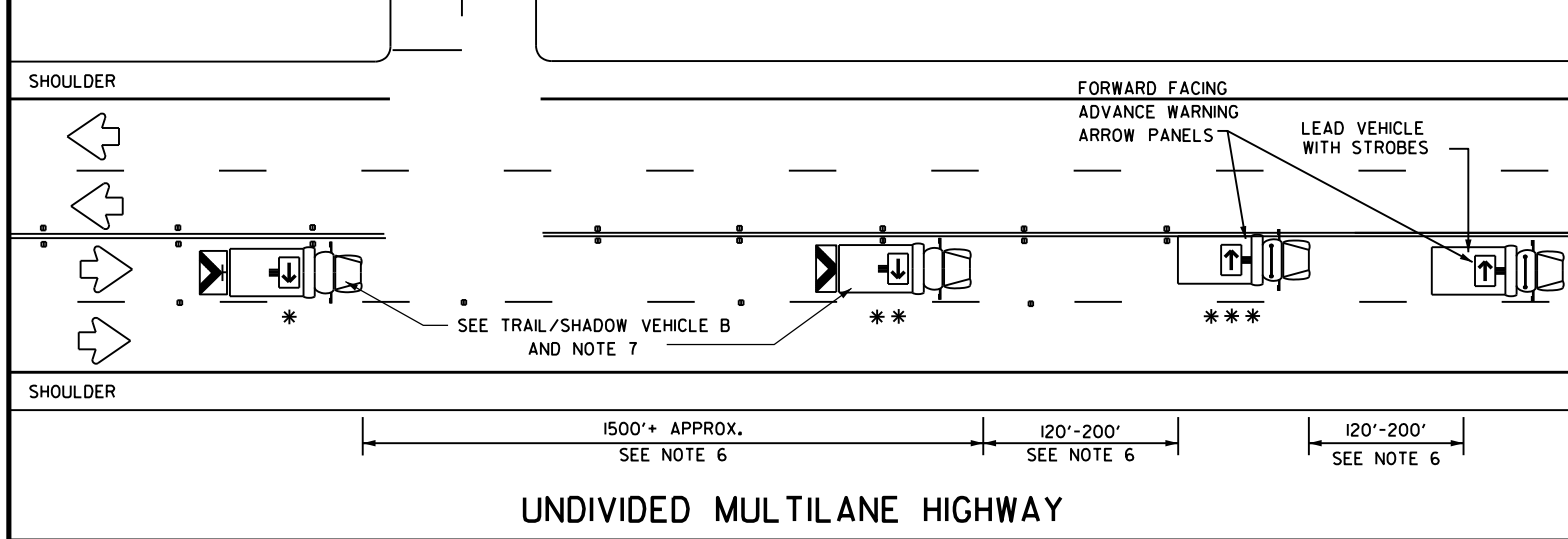 SHOULDER
FORWARD FACING
ADVANCE WARNING
ARROW PANELS
LEAD VEHICLE
WITH STROBES
*
* *
* * *
SEE TRAIL/SHADOW VEHICLE B
AND NOTE 7
SHOULDER
1500'+ APPROX.
SEE NOTE 6
120'-200'
SEE NOTE 6
120'-200'
SEE NOTE 6
UNDIVIDED MULTILANE HIGHWAY